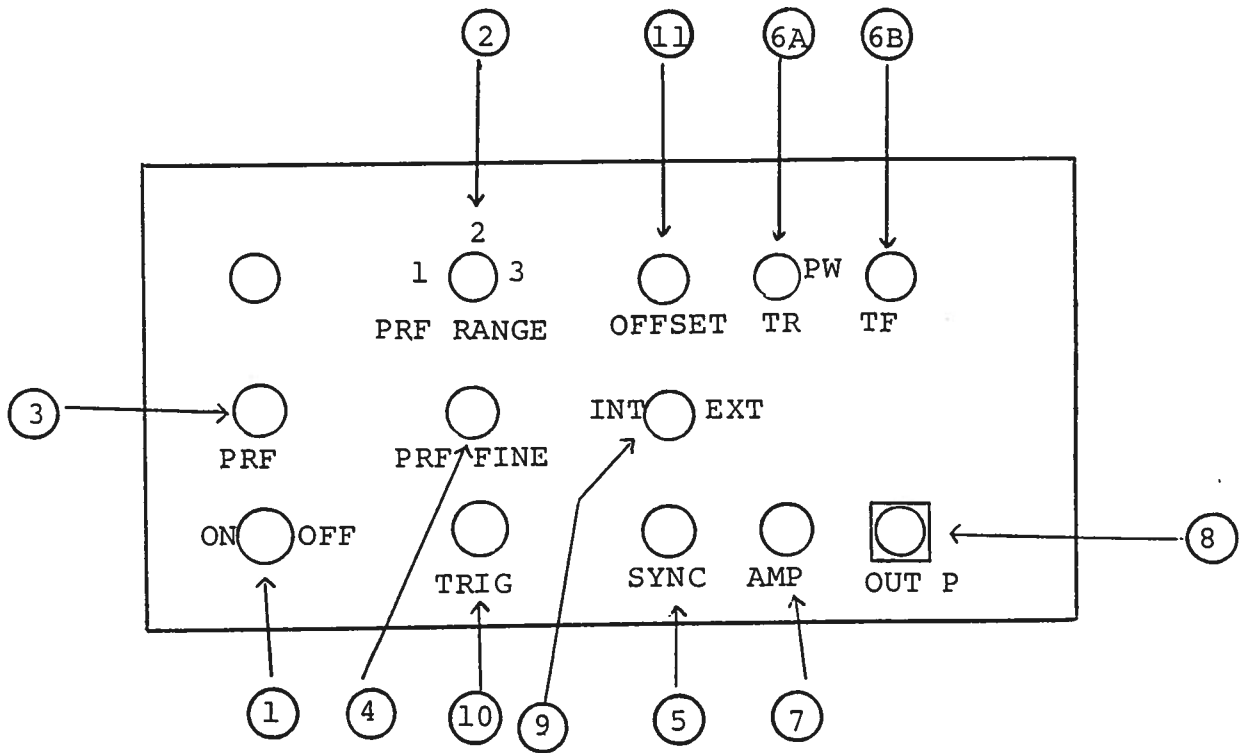 2 11 6A 6B
2
1 3 PW
PRF RANGE OFFSET TR TF
3 INT EXT
PRF PRF FINE
ON OFF 8
TRIG SYNC AMP OUT P
1 4 10 9 5 7